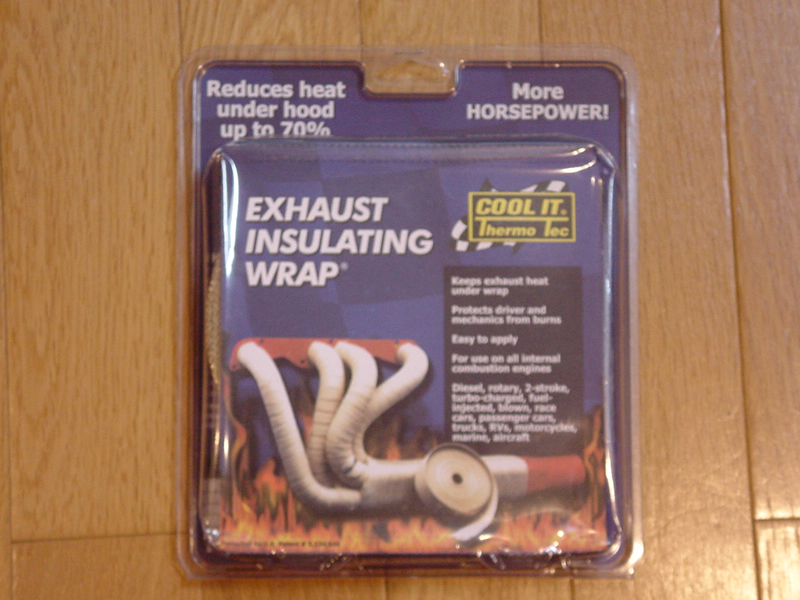 Reduces heat
under hood
up to 70%
More
HORSEPOWER!
EXHAUST
INSULATING
WRAP®
COOL IT®
Thermo Tec
Keeps exhaust heat
under wrap
Protects driver and
mechanics from burns
Easy to apply
For use on all internal
combustion engines
Diesel, rotary, 2-stroke,
turbo-charged, fuel-
injected, blown, race
cars, passenger cars,
trucks, RVs, motorcycles,
marine, aircraft
Patent #